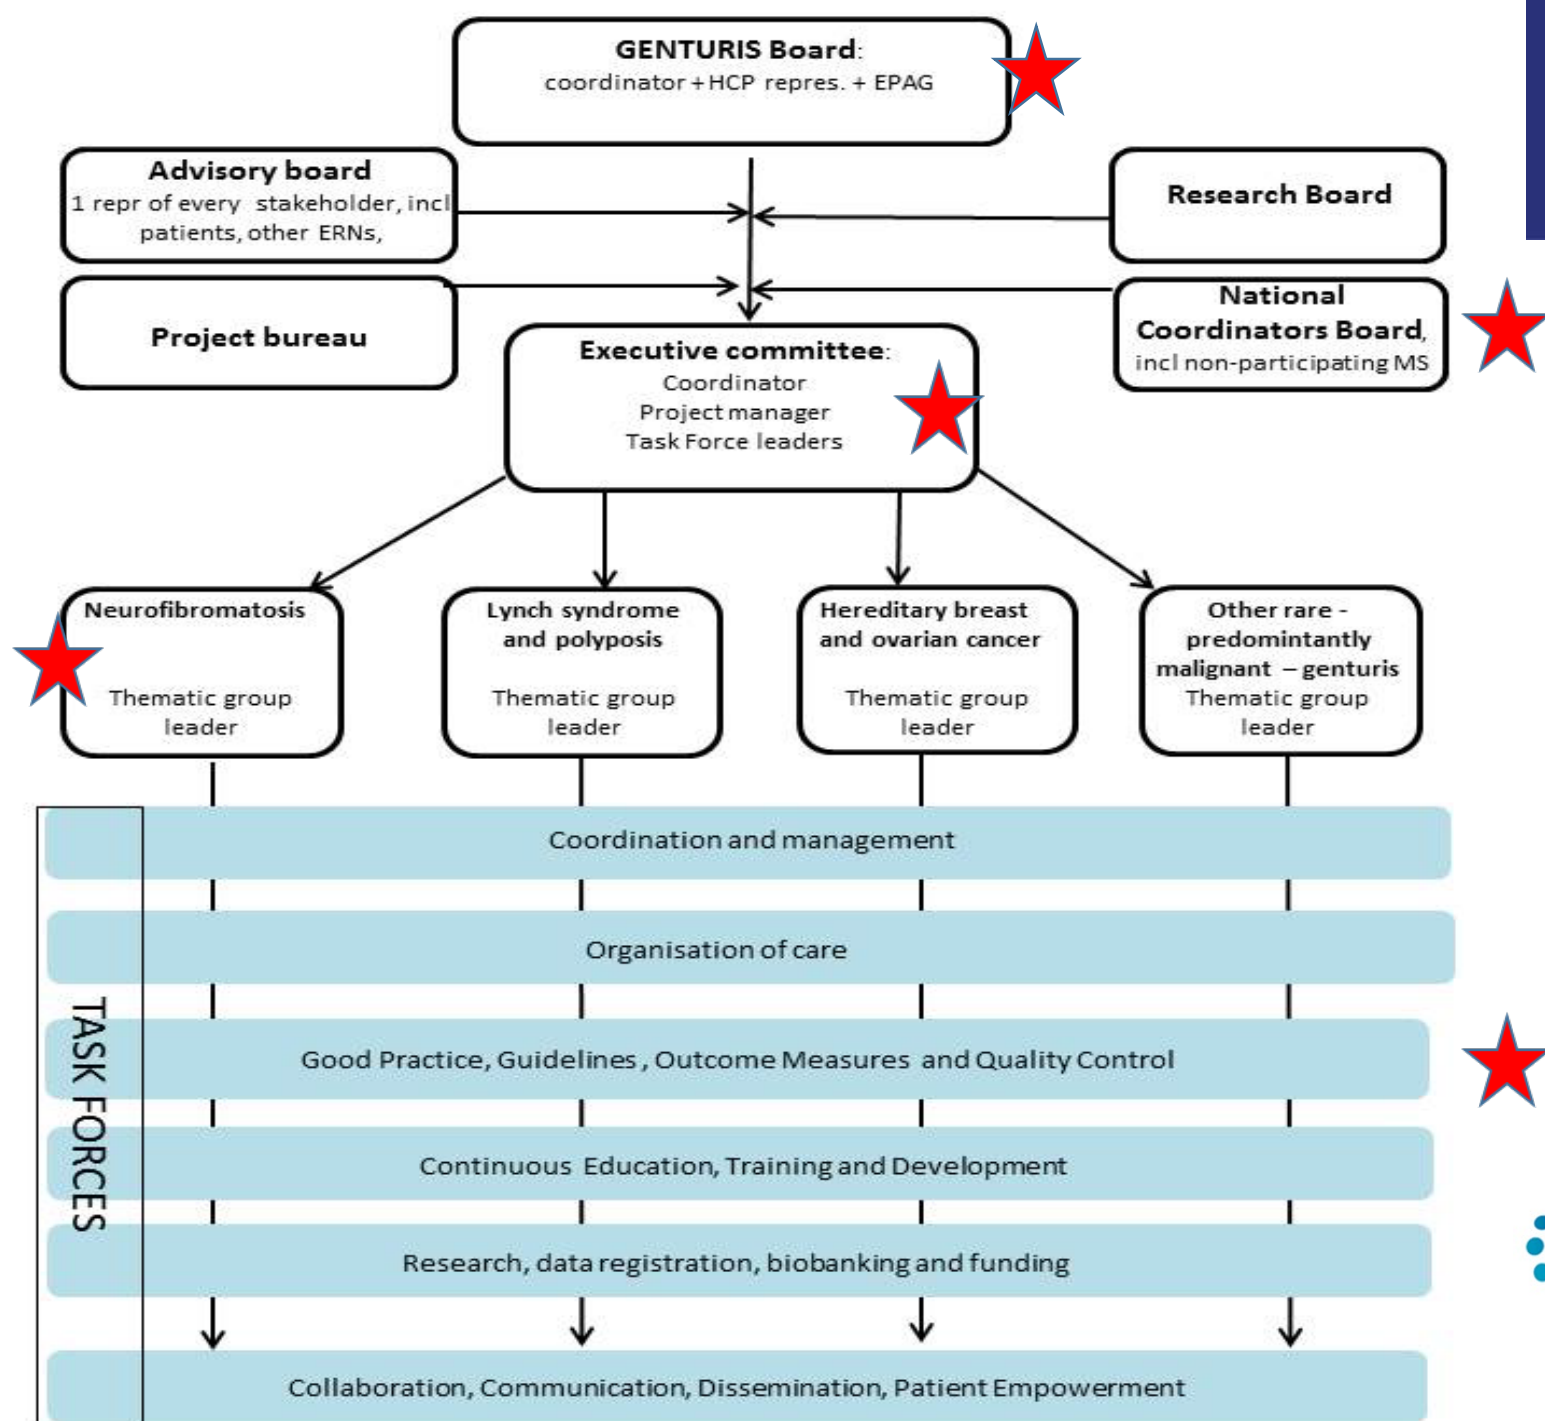 GENTURIS Board:
coordinator + HCP repres. + EPAG
Advisory board
1 repr of every stakeholder, incl
patients, other ERNs,
Research Board
Project bureau
National
Coordinators Board,
incl non-participating MS
Executive committee:
Coordinator
Project manager
Task Force leaders
Neurofibromatosis
Thematic group
leader
Lynch syndrome
and polyposis
Thematic group
leader
Hereditary breast
and ovarian cancer
Thematic group
leader
Other rare -
predomintantly
malignant – genturis
Thematic group
leader
TASK FORCES
Coordination and management
Organisation of care
Good Practice, Guidelines, Outcome Measures and Quality Control
Continuous Education, Training and Development
Research, data registration, biobanking and funding
Collaboration, Communication, Dissemination, Patient Empowerment